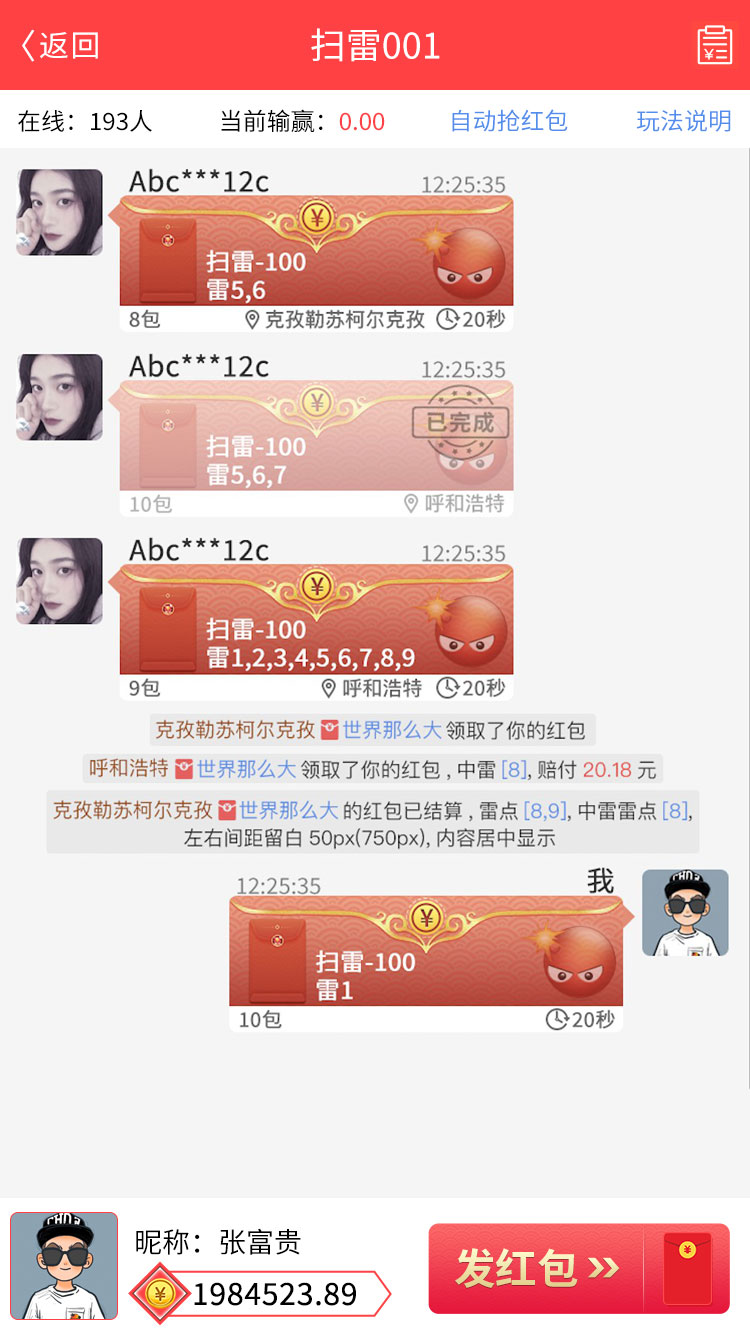 返回 扫雷001
在线：193人 当前输赢：0.00 自动抢红包 玩法说明
Abc***12c 12:25:35
¥
扫雷-100
雷5,6
8包 克孜勒苏柯尔克孜 20秒
Abc***12c 12:25:35
¥
已完成
扫雷-100
雷5,6,7
10包 呼和浩特
Abc***12c 12:25:35
¥
扫雷-100
雷1,2,3,4,5,6,7,8,9
9包 呼和浩特 20秒
克孜勒苏柯尔克孜 世界那么大 领取了你的红包
呼和浩特 世界那么大 领取了你的红包 , 中雷 [8], 赔付 20.18 元
克孜勒苏柯尔克孜 世界那么大 的红包已结算 , 雷点 [8,9], 中雷雷点 [8],
左右间距留白 50px(750px), 内容居中显示
12:25:35 我
¥
扫雷-100
雷1
10包 20秒
昵称：张富贵
¥ 1984523.89
发红包 ¥